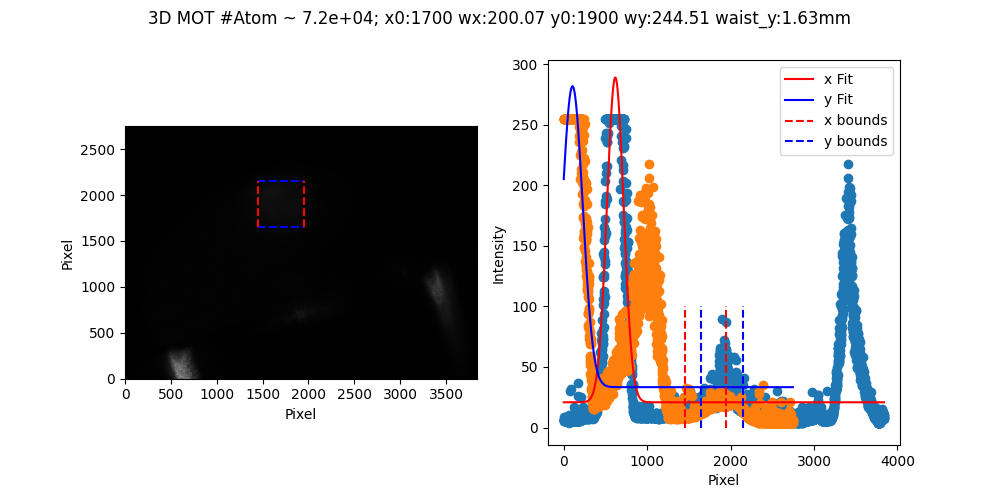 3D MOT #Atom ~ 7.2e+04; x0:1700 wx:200.07 y0:1900 wy:244.51 waist_y:1.63mm
2500
2000
1500
1000
500
0
Pixel
0 500 1000 1500 2000 2500 3000 3500
Pixel
300
250
200
150
100
50
0
Intensity
x Fit
y Fit
x bounds
y bounds
0 1000 2000 3000 4000
Pixel